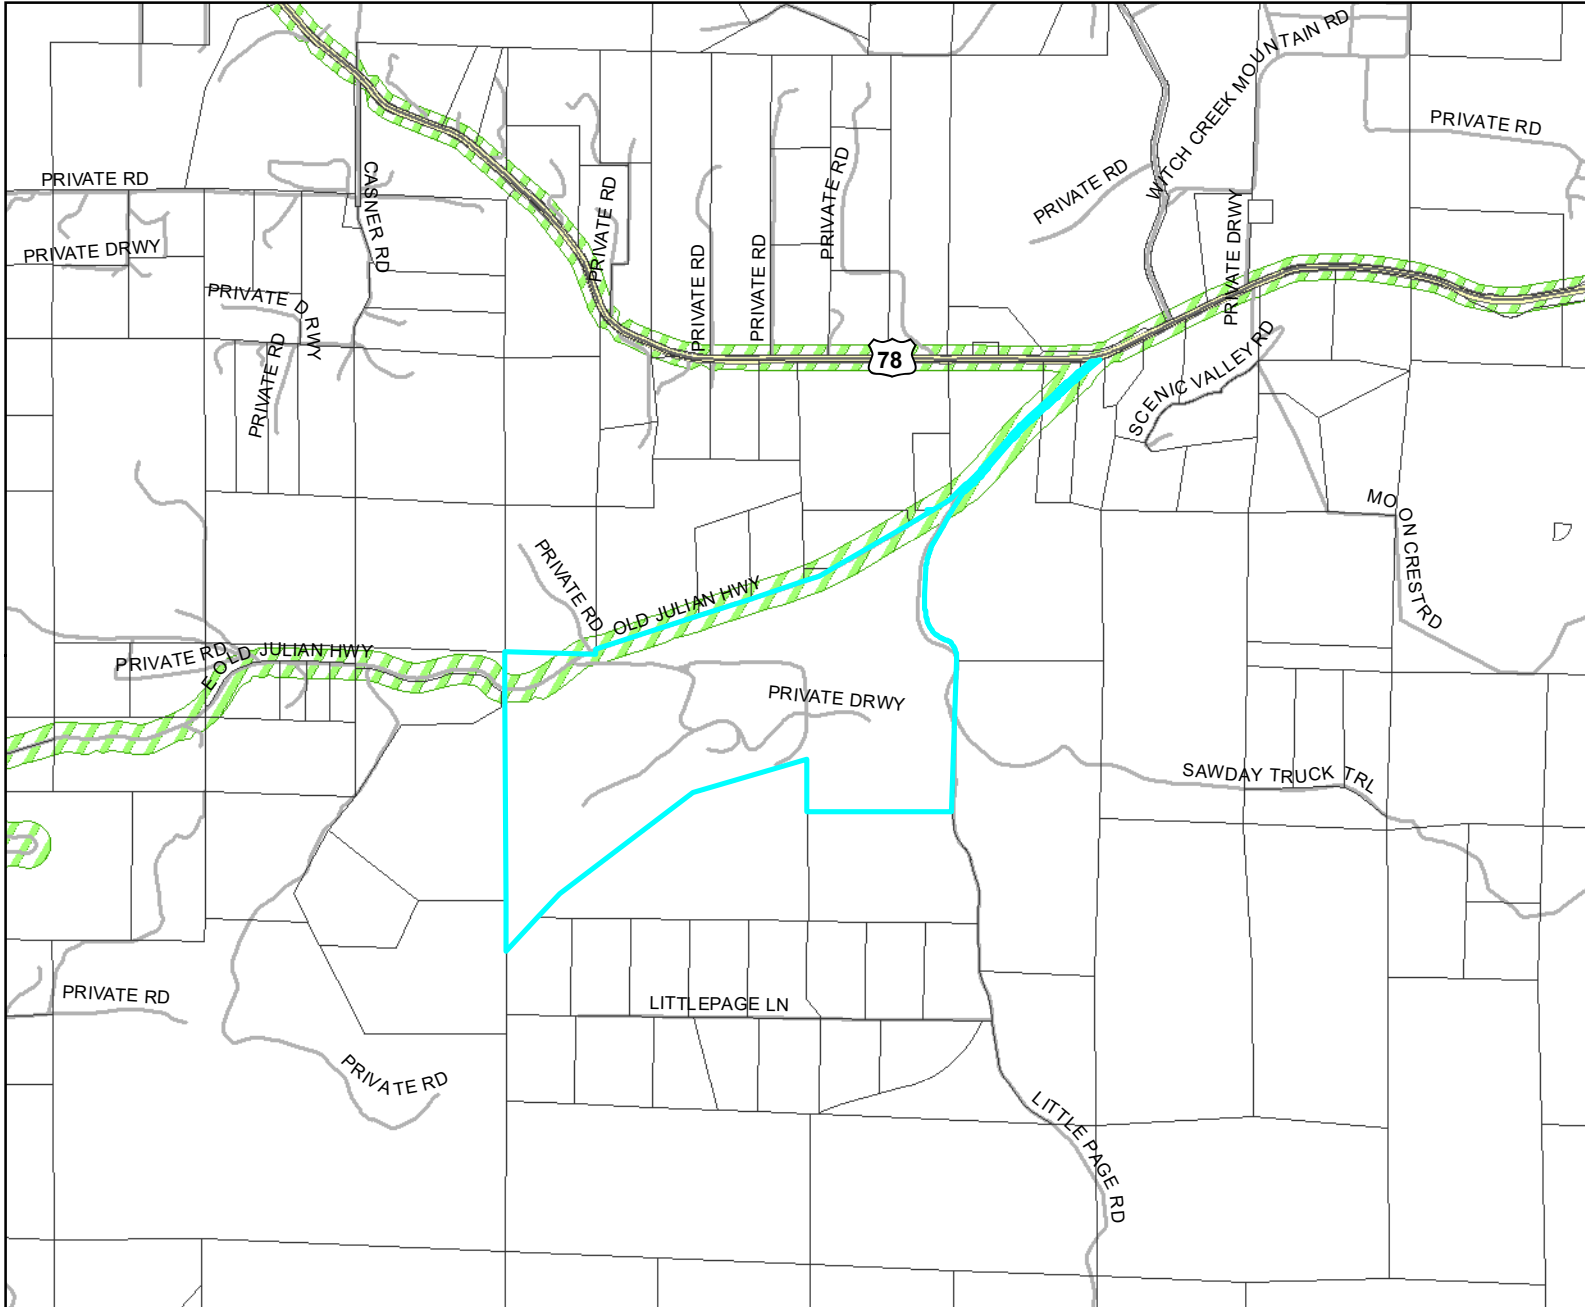 WITCH CREEK MOUNTAIN RD
PRIVATE RD
PRIVATE RD
CASNER RD
PRIVATE RD
PRIVATE RD
PRIVATE RD
PRIVATE DRWY
PRIVATE DRWY
PRIVATE RD
PRIVATE RD
PRIVATE DRWY
78
PRIVATE RD
SCENIC VALLEY RD
MOONCREST RD
PRIVATE RD
OLD JULIAN HWY
PRIVATE RD
E OLD JULIAN HWY
PRIVATE DRWY
SAWDAY TRUCK TRL
PRIVATE RD
LITTLEPAGE LN
PRIVATE RD
LITTLE PAGE RD